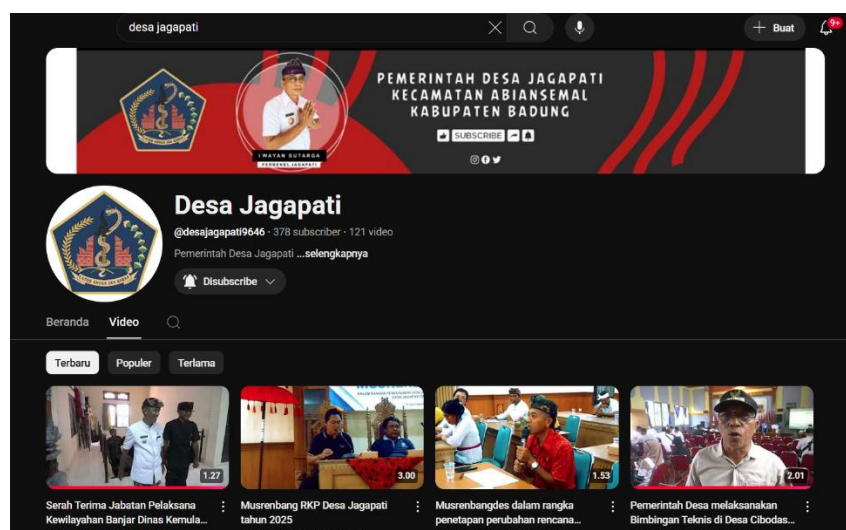 desa jagapati
Buat
9+
PEMERINTAH DESA JAGAPATI
KECAMATAN ABIANSEMAL
KABUPATEN BADUNG
SUBSCRIBE
I WAYAN SUTARGA
PERBEKEL JAGAPATI
Desa Jagapati
@desajagapati9646 · 378 subscriber · 121 video
Pemerintah Desa Jagapati ...selengkapnya
Disubscribe
Beranda Video
Terbaru Populer Terlama
1.27
3.00
1.53
2.01
Serah Terima Jabatan Pelaksana
Kewilayahan Banjar Dinas Kemula...
Musrenbang RKP Desa Jagapati
tahun 2025
Musrenbangdes dalam rangka
penetapan perubahan rencana...
Pemerintah Desa melaksanakan
Bimbingan Teknis di Desa Cibodas...